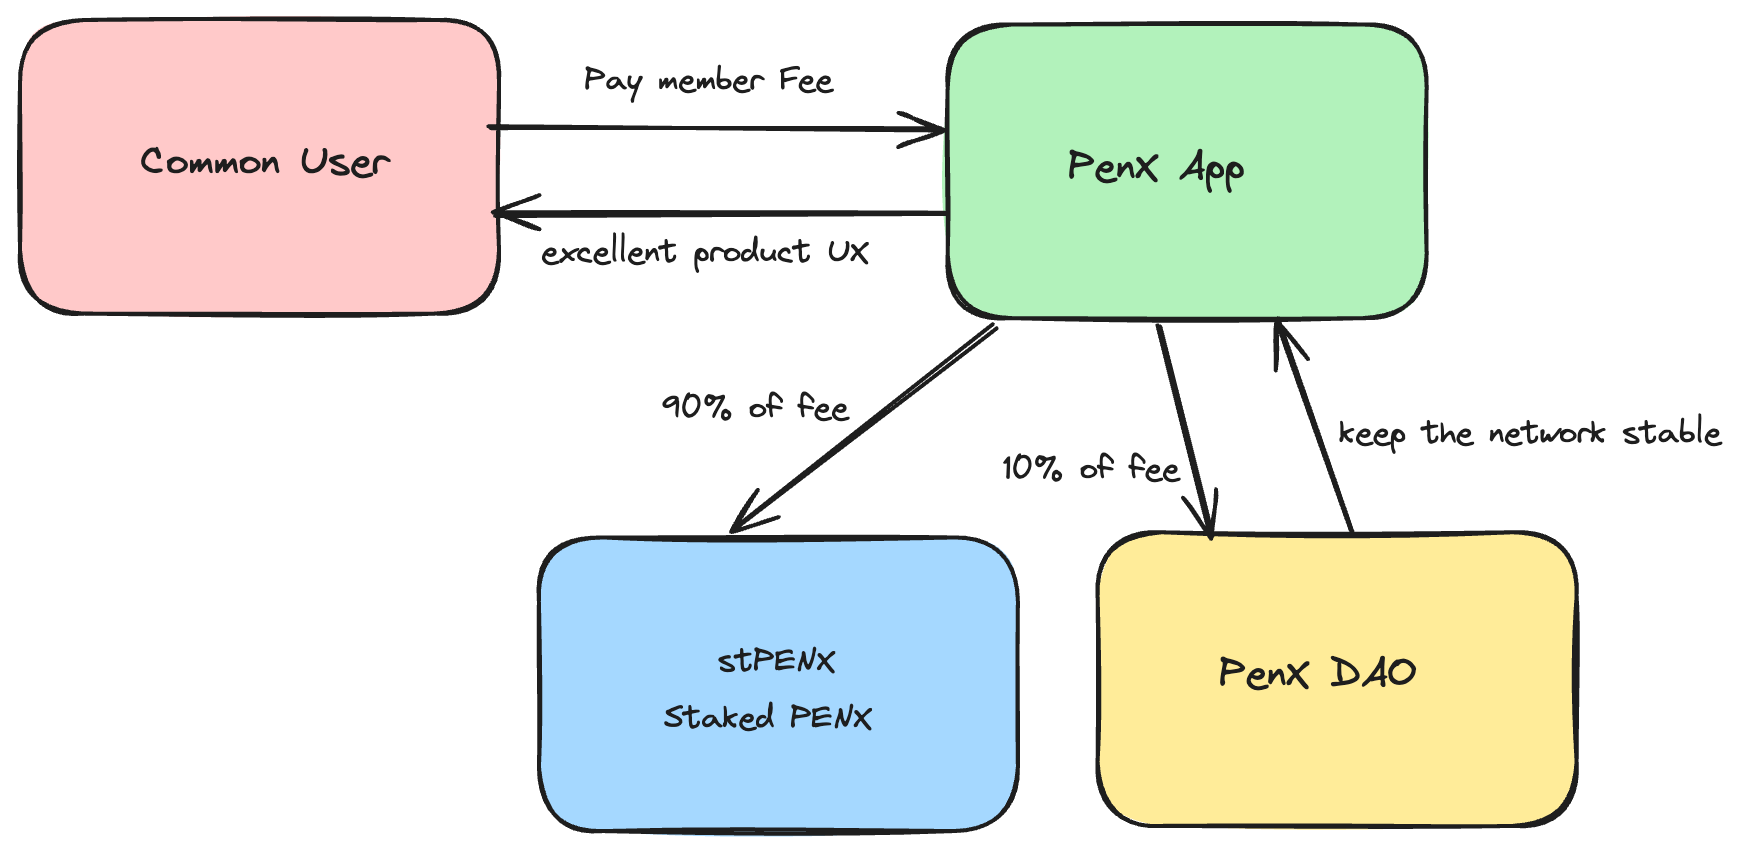 Pay member Fee
Common User
PenX App
excellent product UX
90% of fee
keep the network stable
10% of fee
stPENX
Staked PENX
PenX DAO